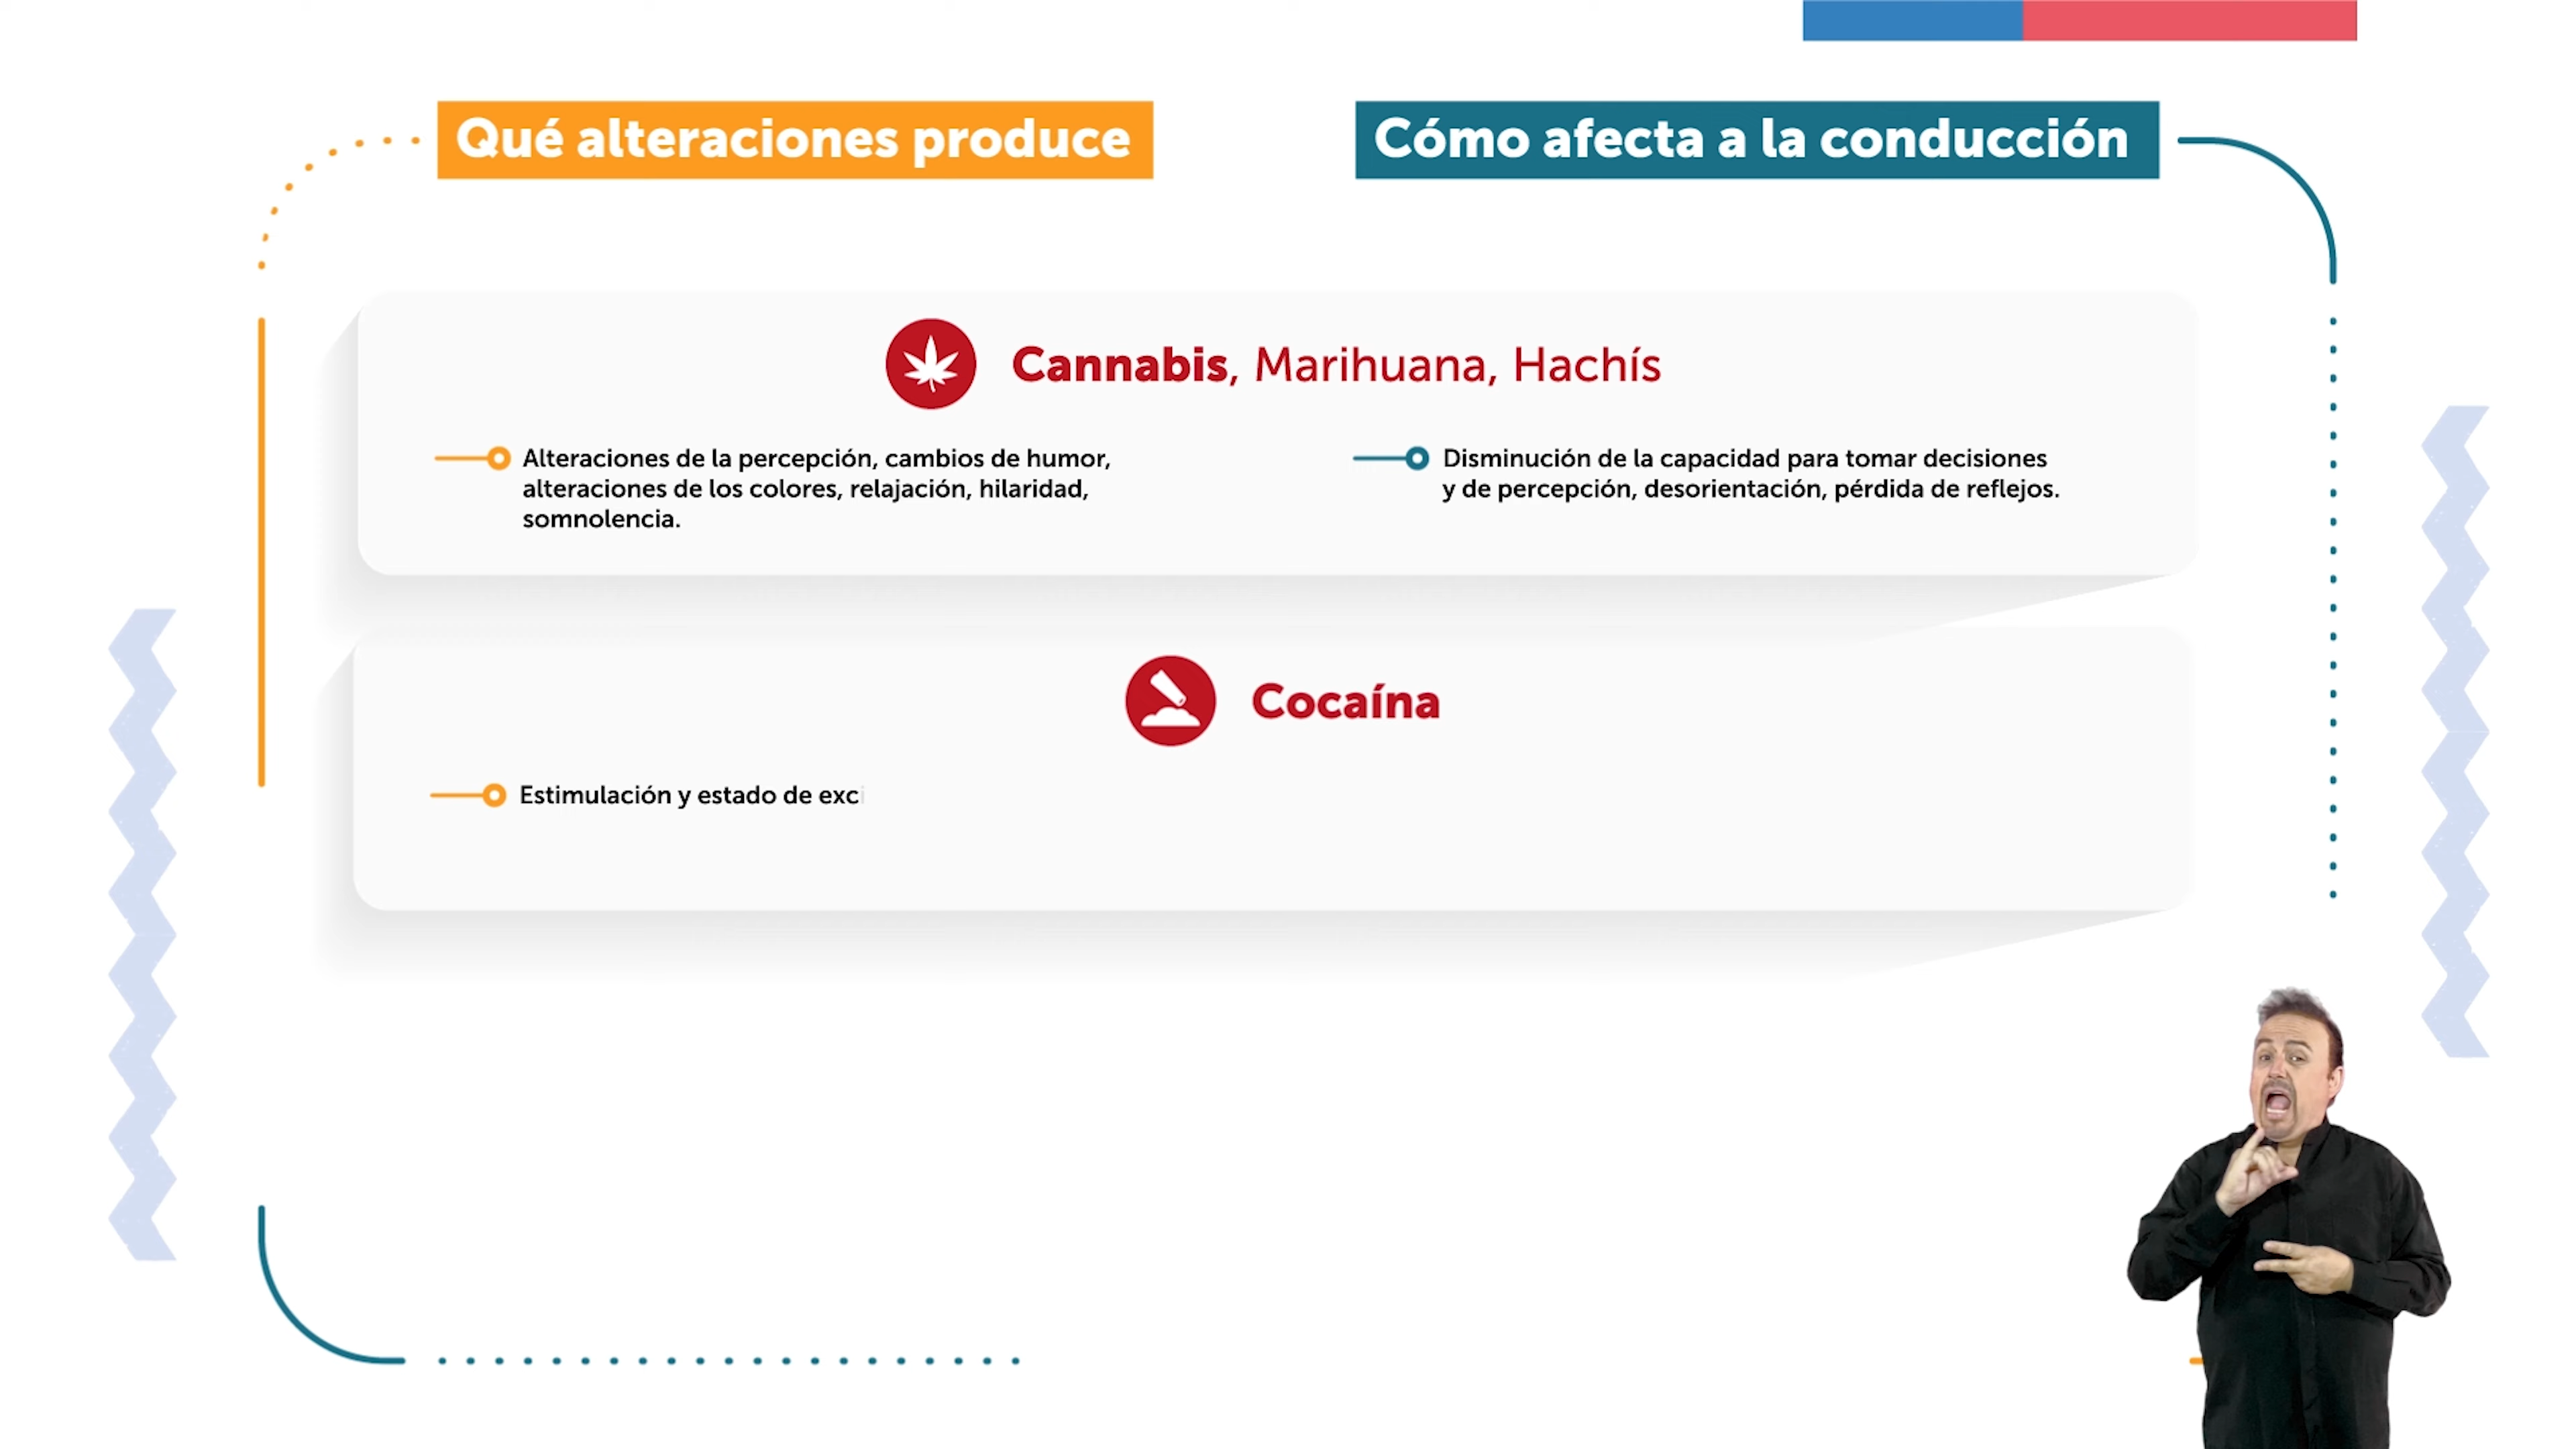 Qué alteraciones produce
Cómo afecta a la conducción
Cannabis, Marihuana, Hachís
Alteraciones de la percepción, cambios de humor,
alteraciones de los colores, relajación, hilaridad,
somnolencia.
Disminución de la capacidad para tomar decisiones
y de percepción, desorientación, pérdida de reflejos.
Cocaína
Estimulación y estado de exci